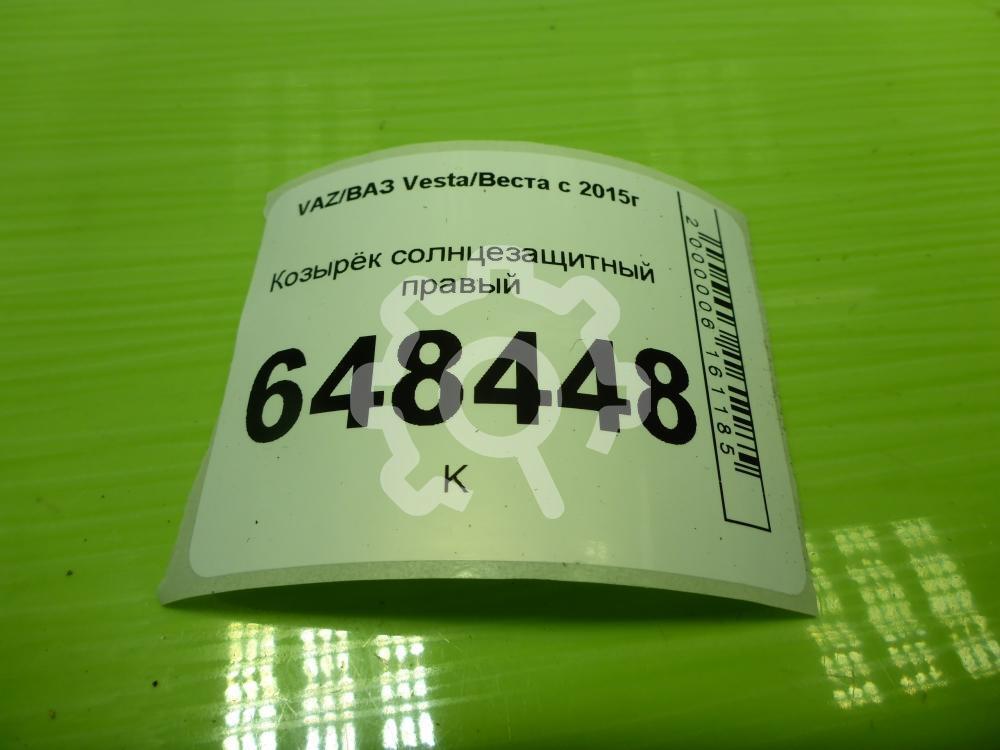 VAZ/ВАЗ Vesta/Веста с 2015г
Козырёк солнцезащитный
правый
648448
К
2000006161185